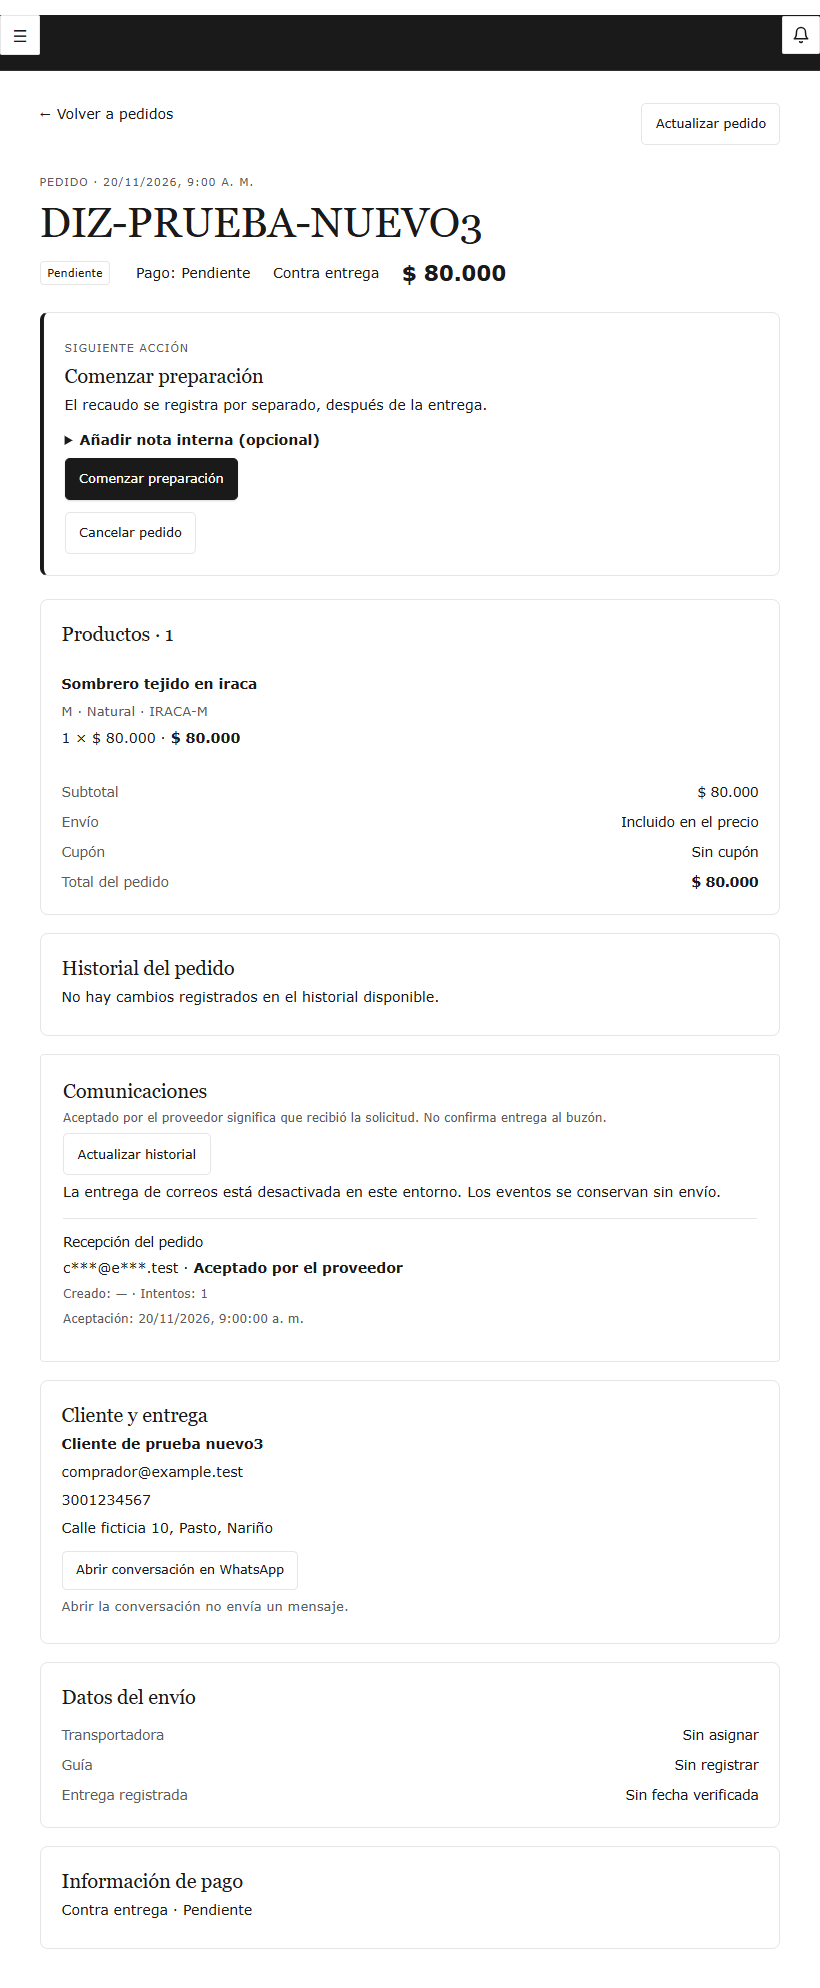 ☰
← Volver a pedidos
Actualizar pedido
PEDIDO · 20/11/2026, 9:00 A. M.
DIZ-PRUEBA-NUEVO3
Pendiente Pago: Pendiente Contra entrega $ 80.000
SIGUIENTE ACCIÓN
Comenzar preparación
El recaudo se registra por separado, después de la entrega.
▶ Añadir nota interna (opcional)
Comenzar preparación
Cancelar pedido
Productos · 1
Sombrero tejido en iraca
M · Natural · IRACA-M
1 × $ 80.000 · $ 80.000
Subtotal $ 80.000
Envío Incluido en el precio
Cupón Sin cupón
Total del pedido $ 80.000
Historial del pedido
No hay cambios registrados en el historial disponible.
Comunicaciones
Aceptado por el proveedor significa que recibió la solicitud. No confirma entrega al buzón.
Actualizar historial
La entrega de correos está desactivada en este entorno. Los eventos se conservan sin envío.
Recepción del pedido
c***@e***.test · Aceptado por el proveedor
Creado: — · Intentos: 1
Aceptación: 20/11/2026, 9:00:00 a. m.
Cliente y entrega
Cliente de prueba nuevo3
comprador@example.test
3001234567
Calle ficticia 10, Pasto, Nariño
Abrir conversación en WhatsApp
Abrir la conversación no envía un mensaje.
Datos del envío
Transportadora Sin asignar
Guía Sin registrar
Entrega registrada Sin fecha verificada
Información de pago
Contra entrega · Pendiente